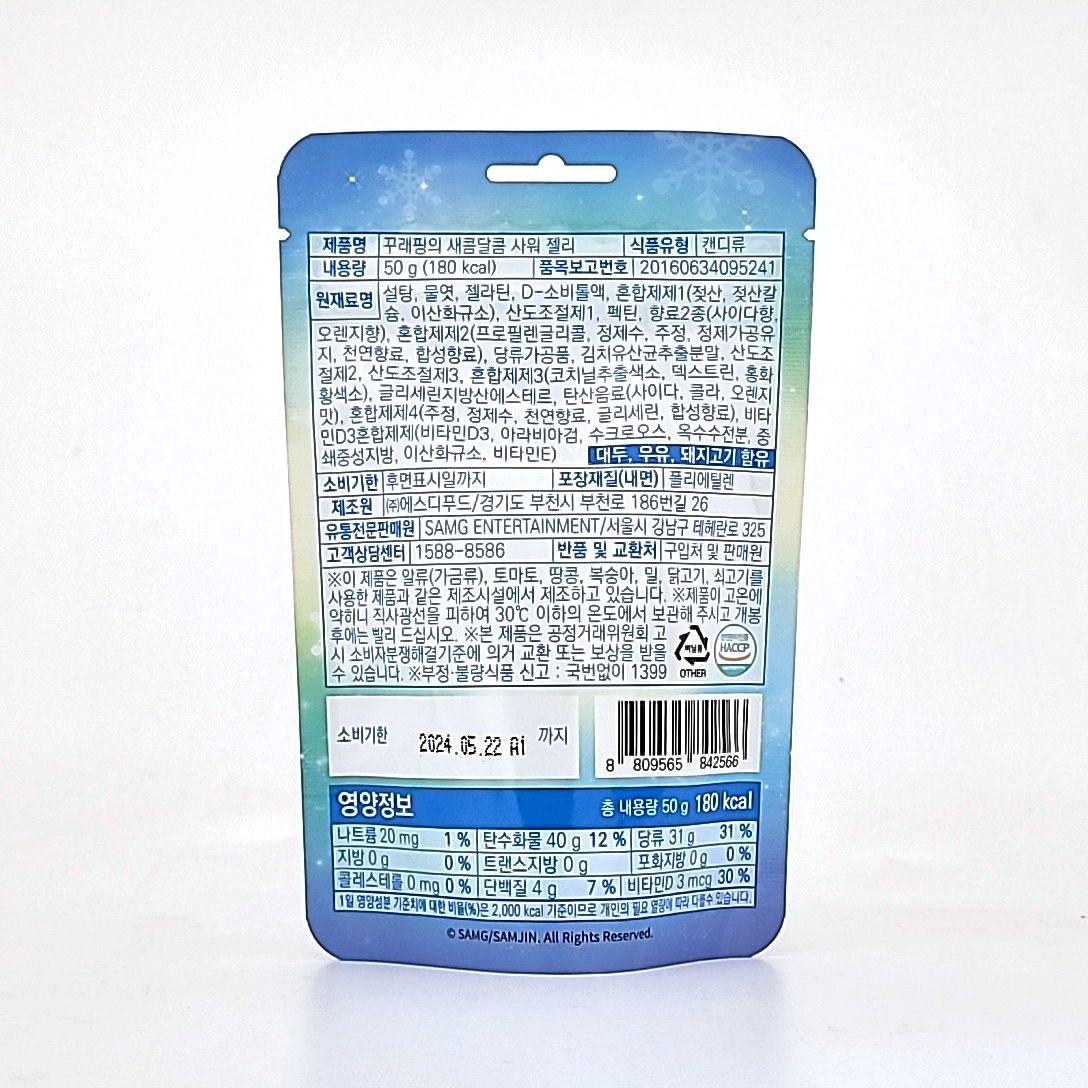 제품명 꾸래핑의 새콤달콤 사워 젤리 식품유형 캔디류
내용량 50 g (180 kcal) 품목보고번호 20160634095241
원재료명 설탕, 물엿, 젤라틴, D-소비톨액, 혼합제제1(젖산, 젖산칼
슘, 이산화규소), 산도조절제1, 펙틴, 향료2종(사이다향,
오렌지향), 혼합제제2(프로필렌글리콜, 정제수, 주정, 정제가공유
지, 천연향료, 합성향료), 당류가공품, 김치유산균추출분말, 산도조
절제2, 산도조절제3, 혼합제제3(코치닐추출색소, 덱스트린, 홍화
황색소), 글리세린지방산에스테르, 탄산음료(사이다, 콜라, 오렌지
맛), 혼합제제4(주정, 정제수, 천연향료, 글리세린, 합성향료), 비타
민D3혼합제제(비타민D3, 아라비아검, 수크로오스, 옥수수전분, 중
쇄중성지방, 이산화규소, 비타민E) 대두, 우유, 돼지고기 함유
소비기한 후면표시일까지 포장재질(내면) 폴리에틸렌
제조원 ㈜에스디푸드/경기도 부천시 부천로 186번길 26
유통전문판매원 SAMG ENTERTAINMENT/서울시 강남구 테헤란로 325
고객상담센터 1588-8586 반품 및 교환처 구입처 및 판매원
※이 제품은 알류(가금류), 토마토, 땅콩, 복숭아, 밀, 닭고기, 쇠고기를
사용한 제품과 같은 제조시설에서 제조하고 있습니다. ※제품이 고온에
약하니 직사광선을 피하여 30℃ 이하의 온도에서 보관해 주시고 개봉
후에는 빨리 드십시오. ※본 제품은 공정거래위원회 고
시 소비자분쟁해결기준에 의거 교환 또는 보상을 받을
수 있습니다. ※부정·불량식품 신고 : 국번없이 1399
비닐류
OTHER
HACCP
소비기한 2024.05.22 A1 까지
8 809565 842566
영양정보 총 내용량 50 g 180 kcal
나트륨 20 mg 1 % 탄수화물 40 g 12 % 당류 31 g 31 %
지방 0 g 0 % 트랜스지방 0 g 포화지방 0 g 0 %
콜레스테롤 0 mg 0 % 단백질 4 g 7 % 비타민D 3 mcg 30 %
1일 영양성분 기준치에 대한 비율(%)은 2,000 kcal 기준이므로 개인의 필요 열량에 따라 다를수 있습니다.
© SAMG/SAMJIN. All Rights Reserved.